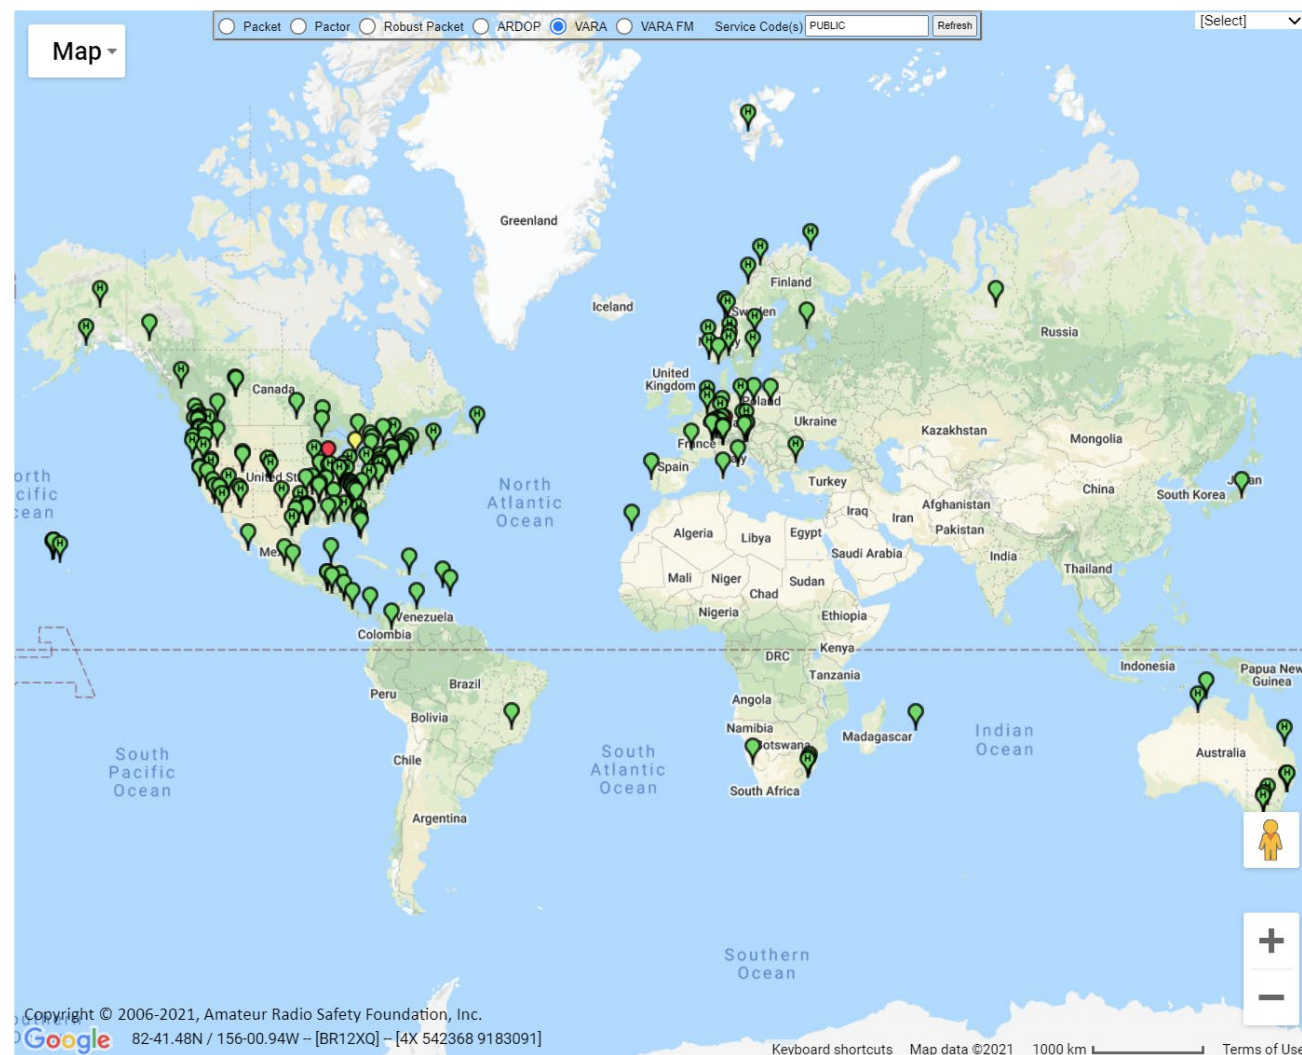 Packet Pactor Robust Packet ARDOP VARA VARA FM Service Code(s) PUBLIC Refresh
[Select]
Map
Greenland
Iceland
Finland
Russia
United
Kingdom
Canada
Ukraine
Kazakhstan
Mongolia
France
Spain
Turkey
North
Atlantic
Ocean
China
South Korea
Afghanistan
Iraq
Iran
Pakistan
Algeria
Libya
Egypt
Saudi Arabia
India
Thailand
Mali
Niger
Chad
Sudan
Nigeria
Ethiopia
Venezuela
Colombia
DRC
Kenya
Tanzania
Indonesia
Papua New
Guinea
Peru
Brazil
Bolivia
Angola
Namibia
Botswana
Madagascar
Indian
Ocean
Australia
South
Pacific
Ocean
Chile
South
Atlantic
Ocean
South Africa
Argentina
Southern
Ocean
Copyright © 2006-2021, Amateur Radio Safety Foundation, Inc.
Google 82-41.48N / 156-00.94W -- [BR12XQ] -- [4X 542368 9183091]
Keyboard shortcuts Map data ©2021 1000 km Terms of Use